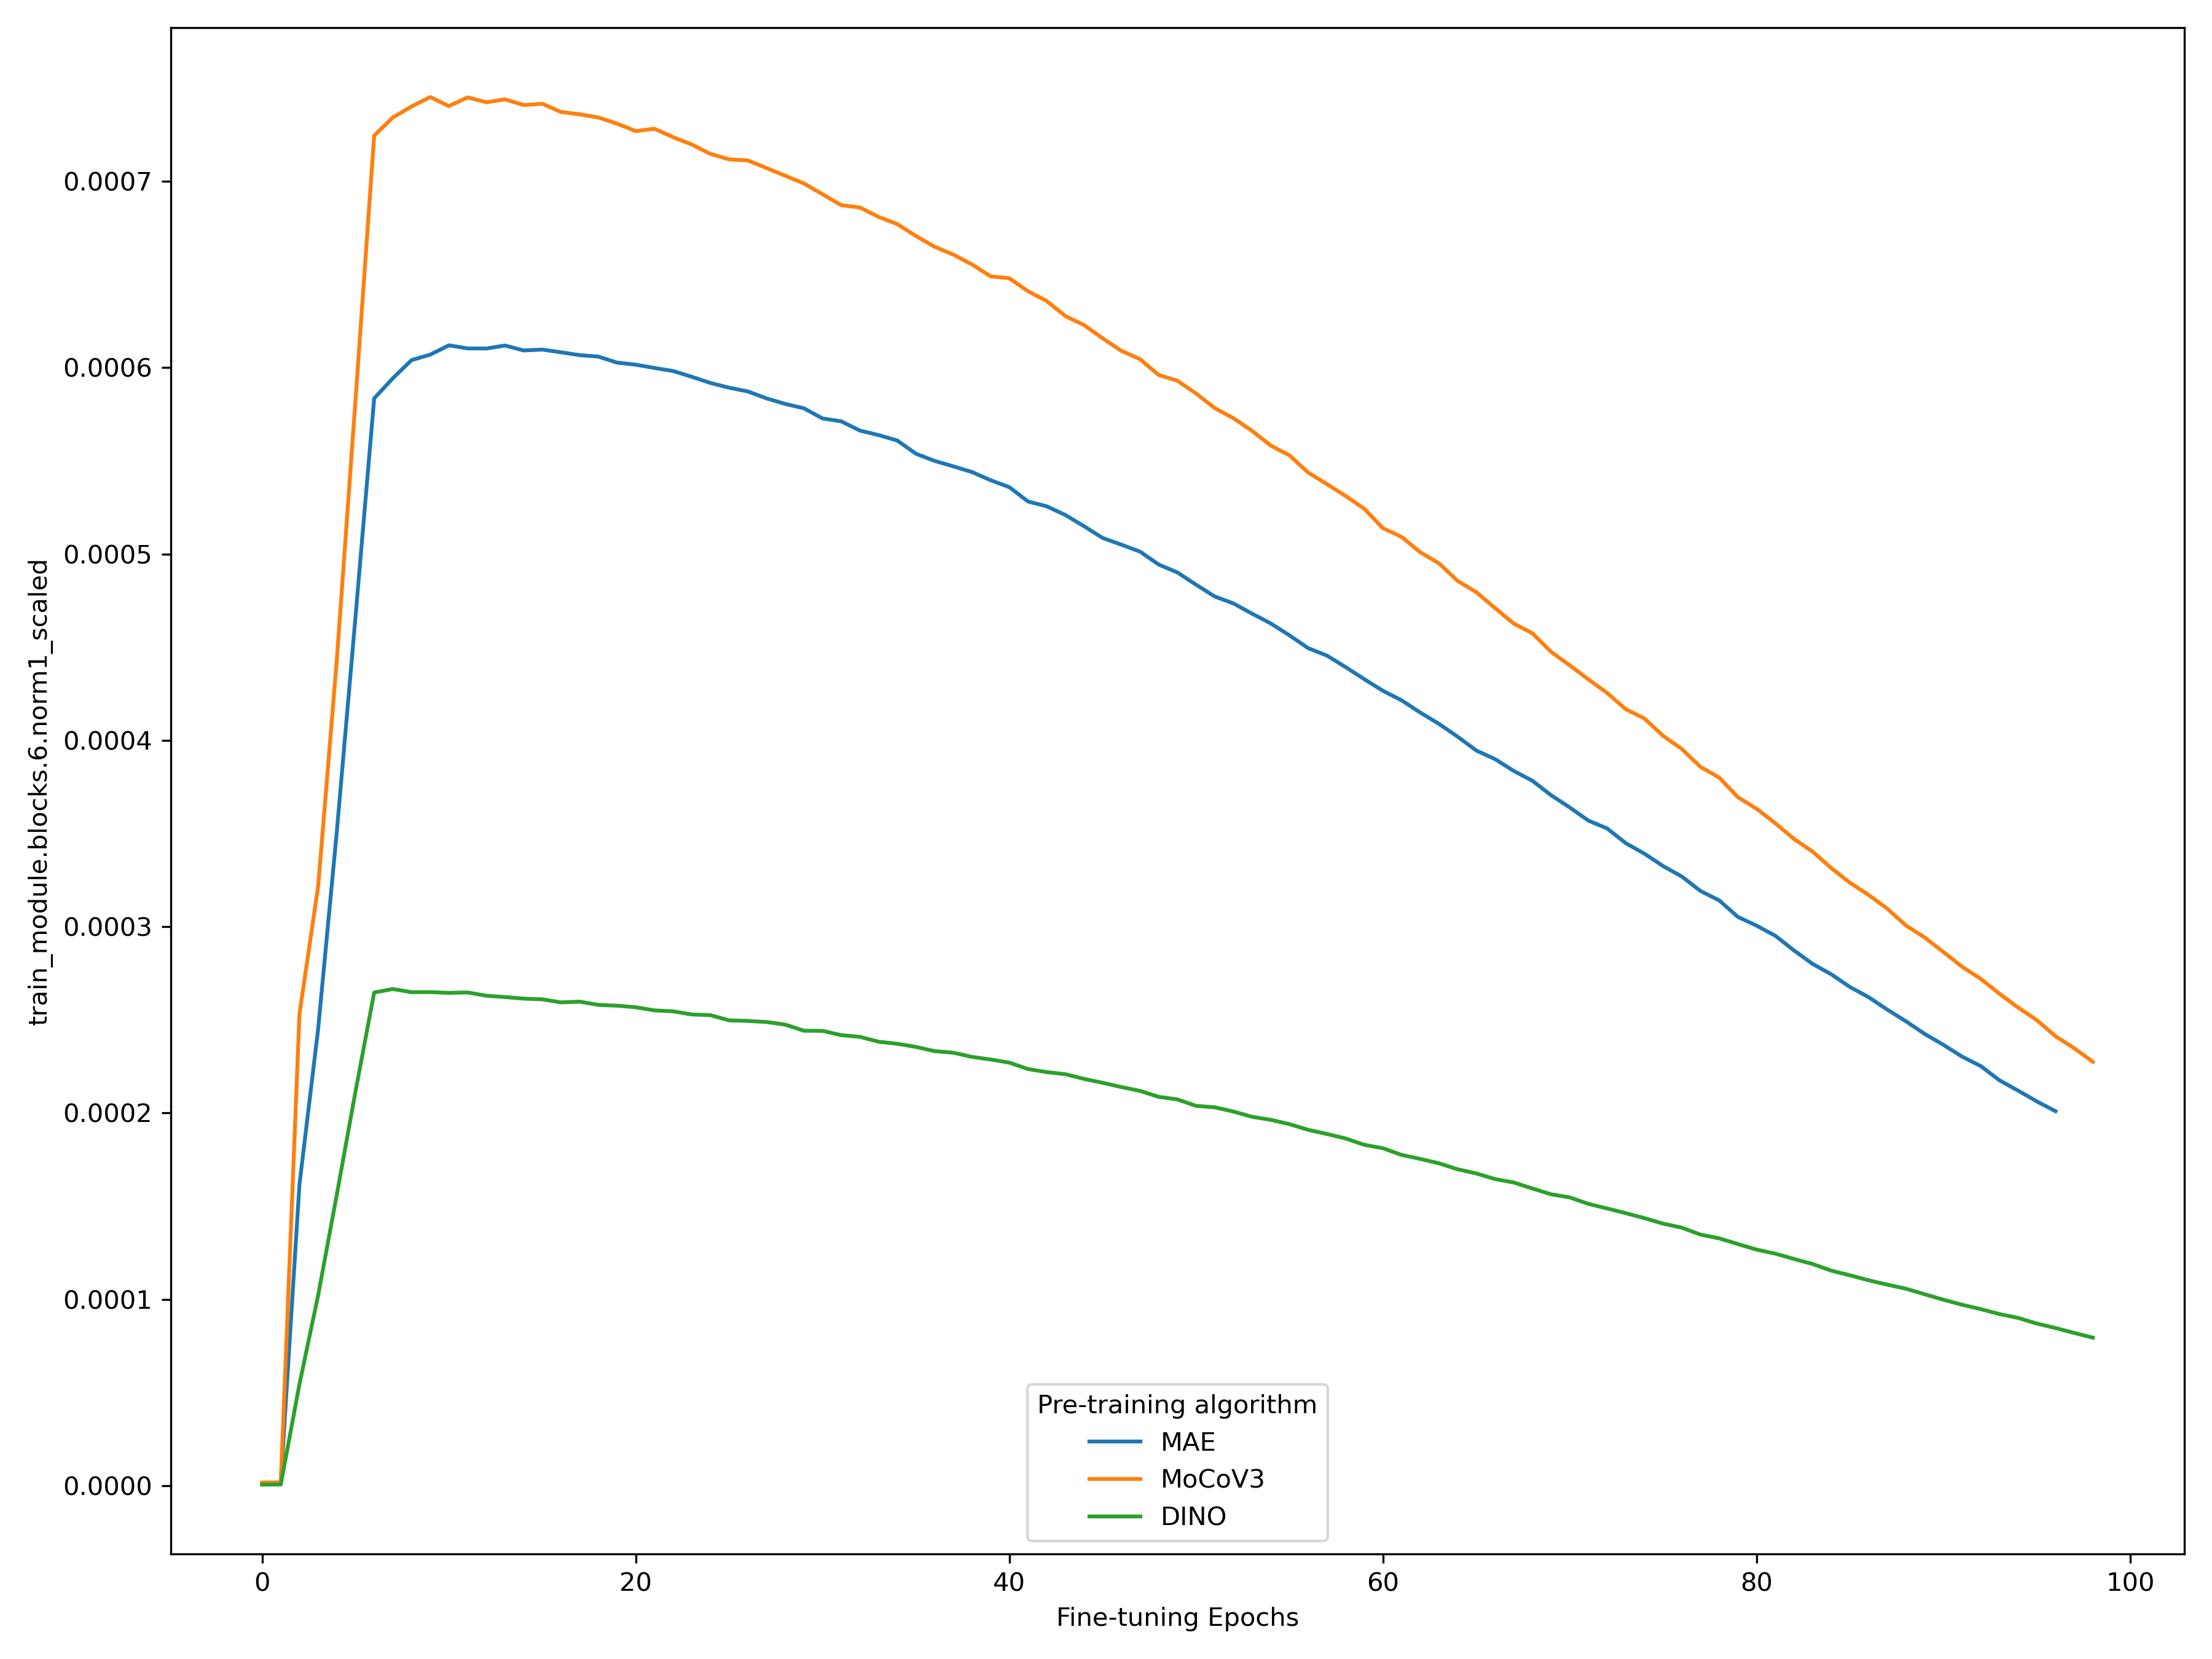 train_module.blocks.6.norm1_scaled
0.0007
0.0006
0.0005
0.0004
0.0003
0.0002
0.0001
0.0000
Pre-training algorithm
MAE
MoCoV3
DINO
0 20 40 60 80 100
Fine-tuning Epochs